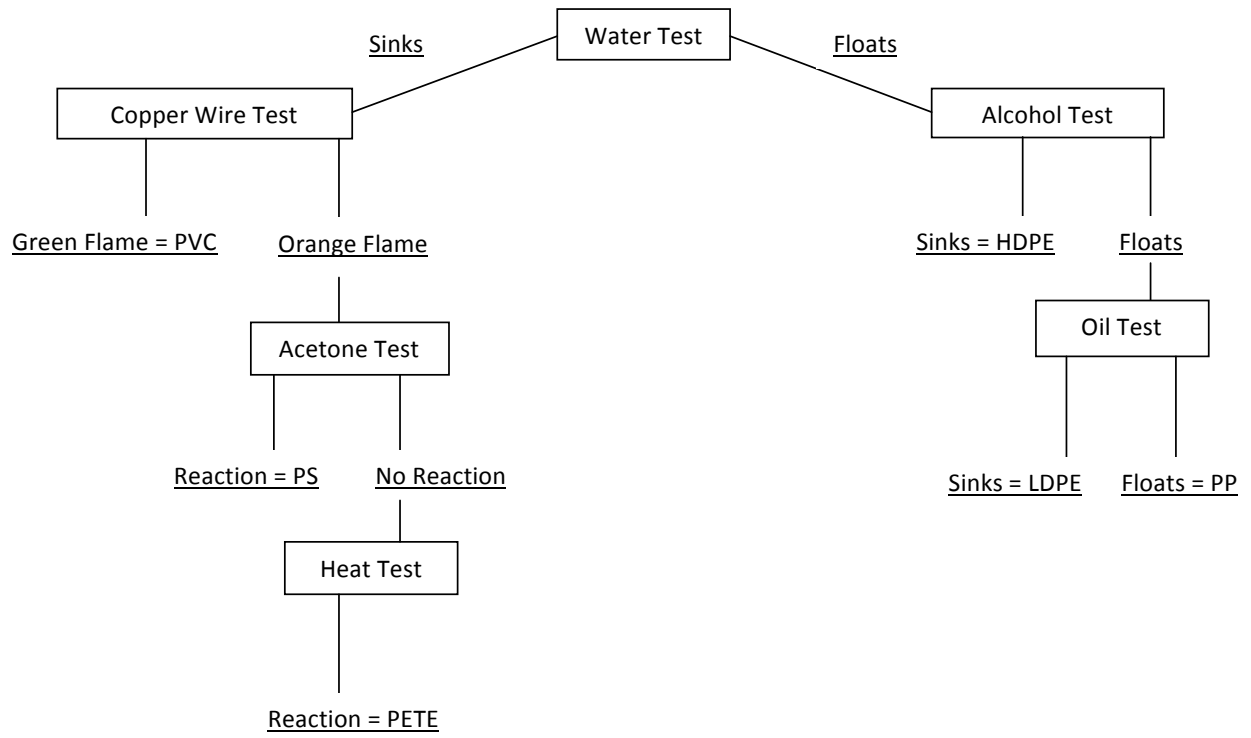 Water Test
Sinks
Floats
Copper Wire Test
Alcohol Test
Green Flame = PVC
Orange Flame
Sinks = HDPE
Floats
Acetone Test
Oil Test
Reaction = PS
No Reaction
Sinks = LDPE
Floats = PP
Heat Test
Reaction = PETE